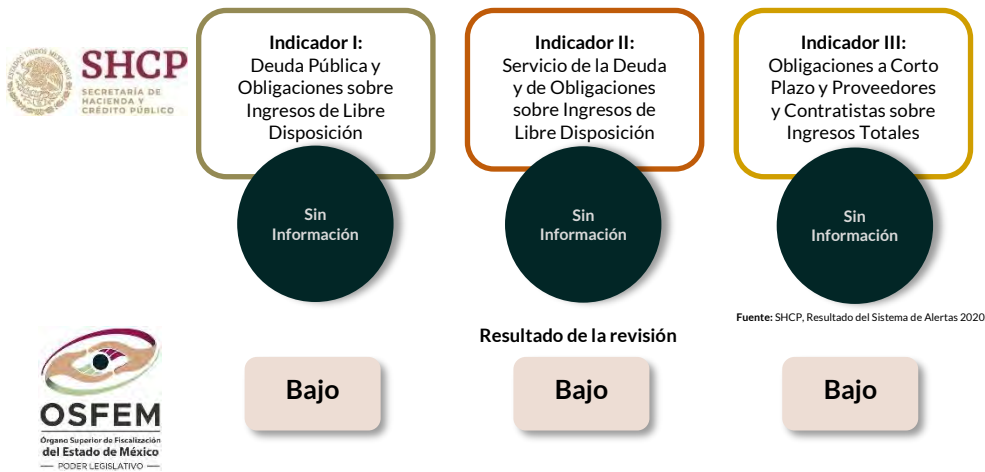 SHCP
SECRETARÍA DE
HACIENDA Y
CRÉDITO PÚBLICO
ESTADOS UNIDOS MEXICANOS
Indicador I:
Deuda Pública y
Obligaciones sobre
Ingresos de Libre
Disposición
Sin
Información
Indicador II:
Servicio de la Deuda
y de Obligaciones
sobre Ingresos de
Libre Disposición
Sin
Información
Indicador III:
Obligaciones a Corto
Plazo y Proveedores
y Contratistas sobre
Ingresos Totales
Sin
Información
Fuente: SHCP, Resultado del Sistema de Alertas 2020
Resultado de la revisión
OSFEM
Órgano Superior de Fiscalización
del Estado de México
PODER LEGISLATIVO
Bajo
Bajo
Bajo